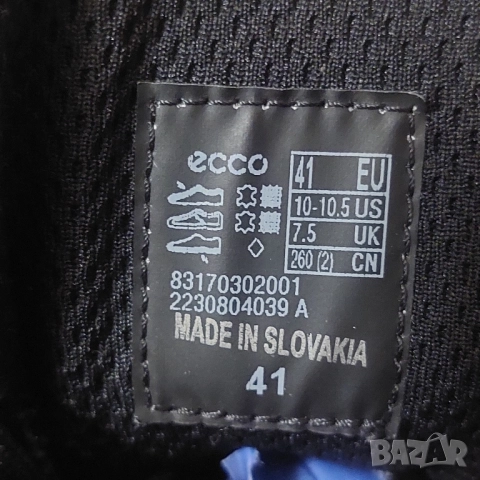 ecco
41 EU
10-10.5 US
7.5 UK
260 (2) CN
83170302001
2230804039 A
MADE IN SLOVAKIA
41
BAZAR